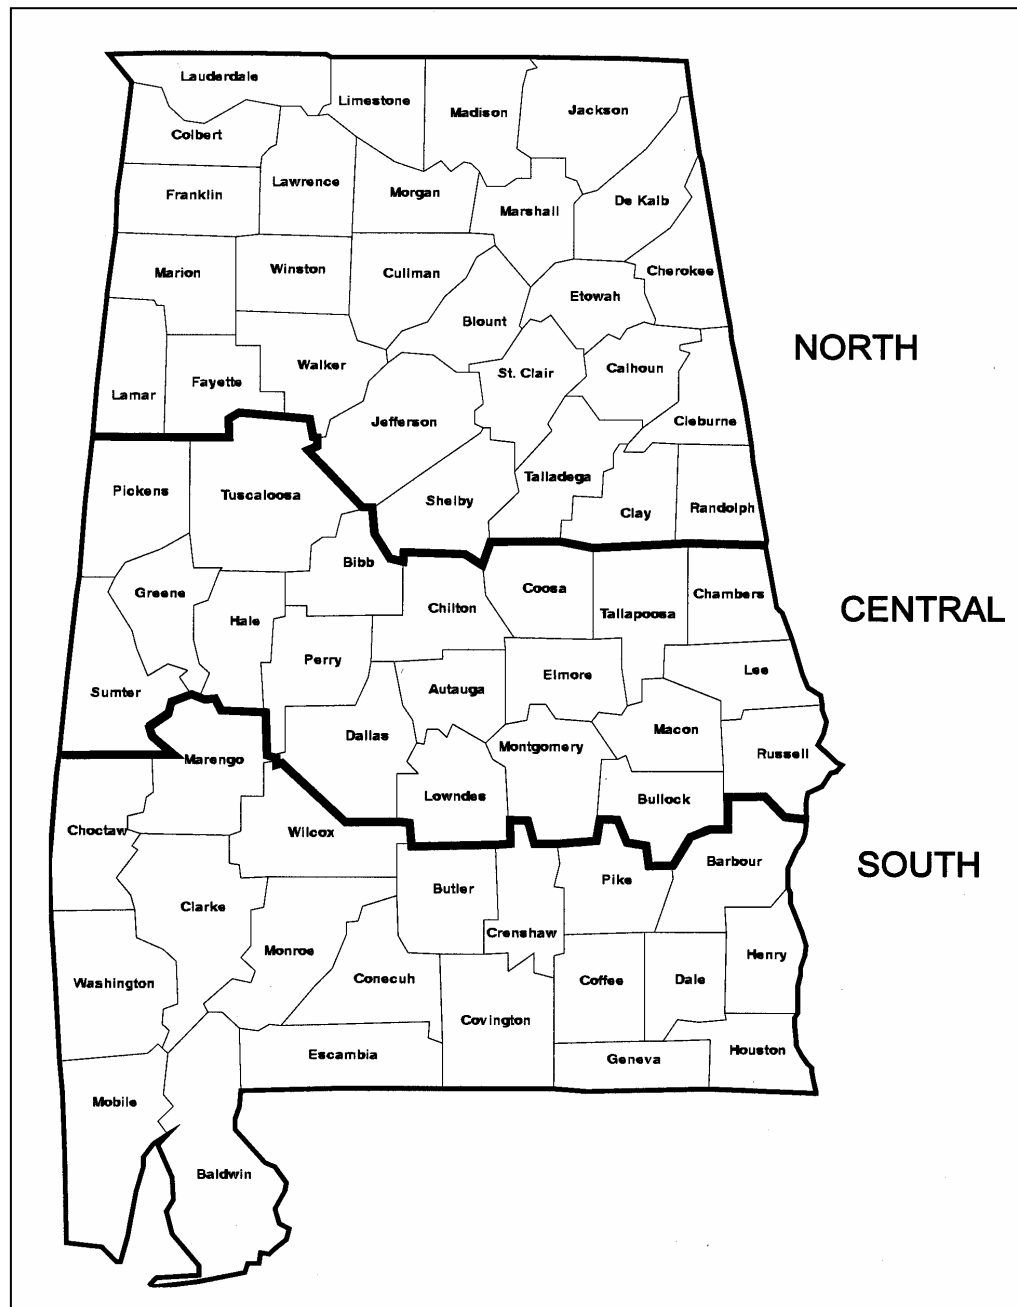 Lauderdale
Limestone
Madison
Jackson
Colbert
Lawrence
Franklin
Morgan
Marshall
De Kalb
Marion
Winston
Cullman
Cherokee
Etowah
Blount
NORTH
Walker
St. Clair
Calhoun
Fayette
Lamar
Jefferson
Cleburne
Talladega
Pickens
Tuscaloosa
Shelby
Clay
Randolph
Bibb
Coosa
Chambers
Greene
Chilton
Tallapoosa
CENTRAL
Hale
Perry
Elmore
Lee
Sumter
Autauga
Dallas
Macon
Montgomery
Russell
Marengo
Lowndes
Bullock
Choctaw
Wilcox
SOUTH
Barbour
Pike
Butler
Clarke
Crenshaw
Monroe
Henry
Washington
Conecuh
Coffee
Dale
Covington
Escambia
Geneva
Houston
Mobile
Baldwin